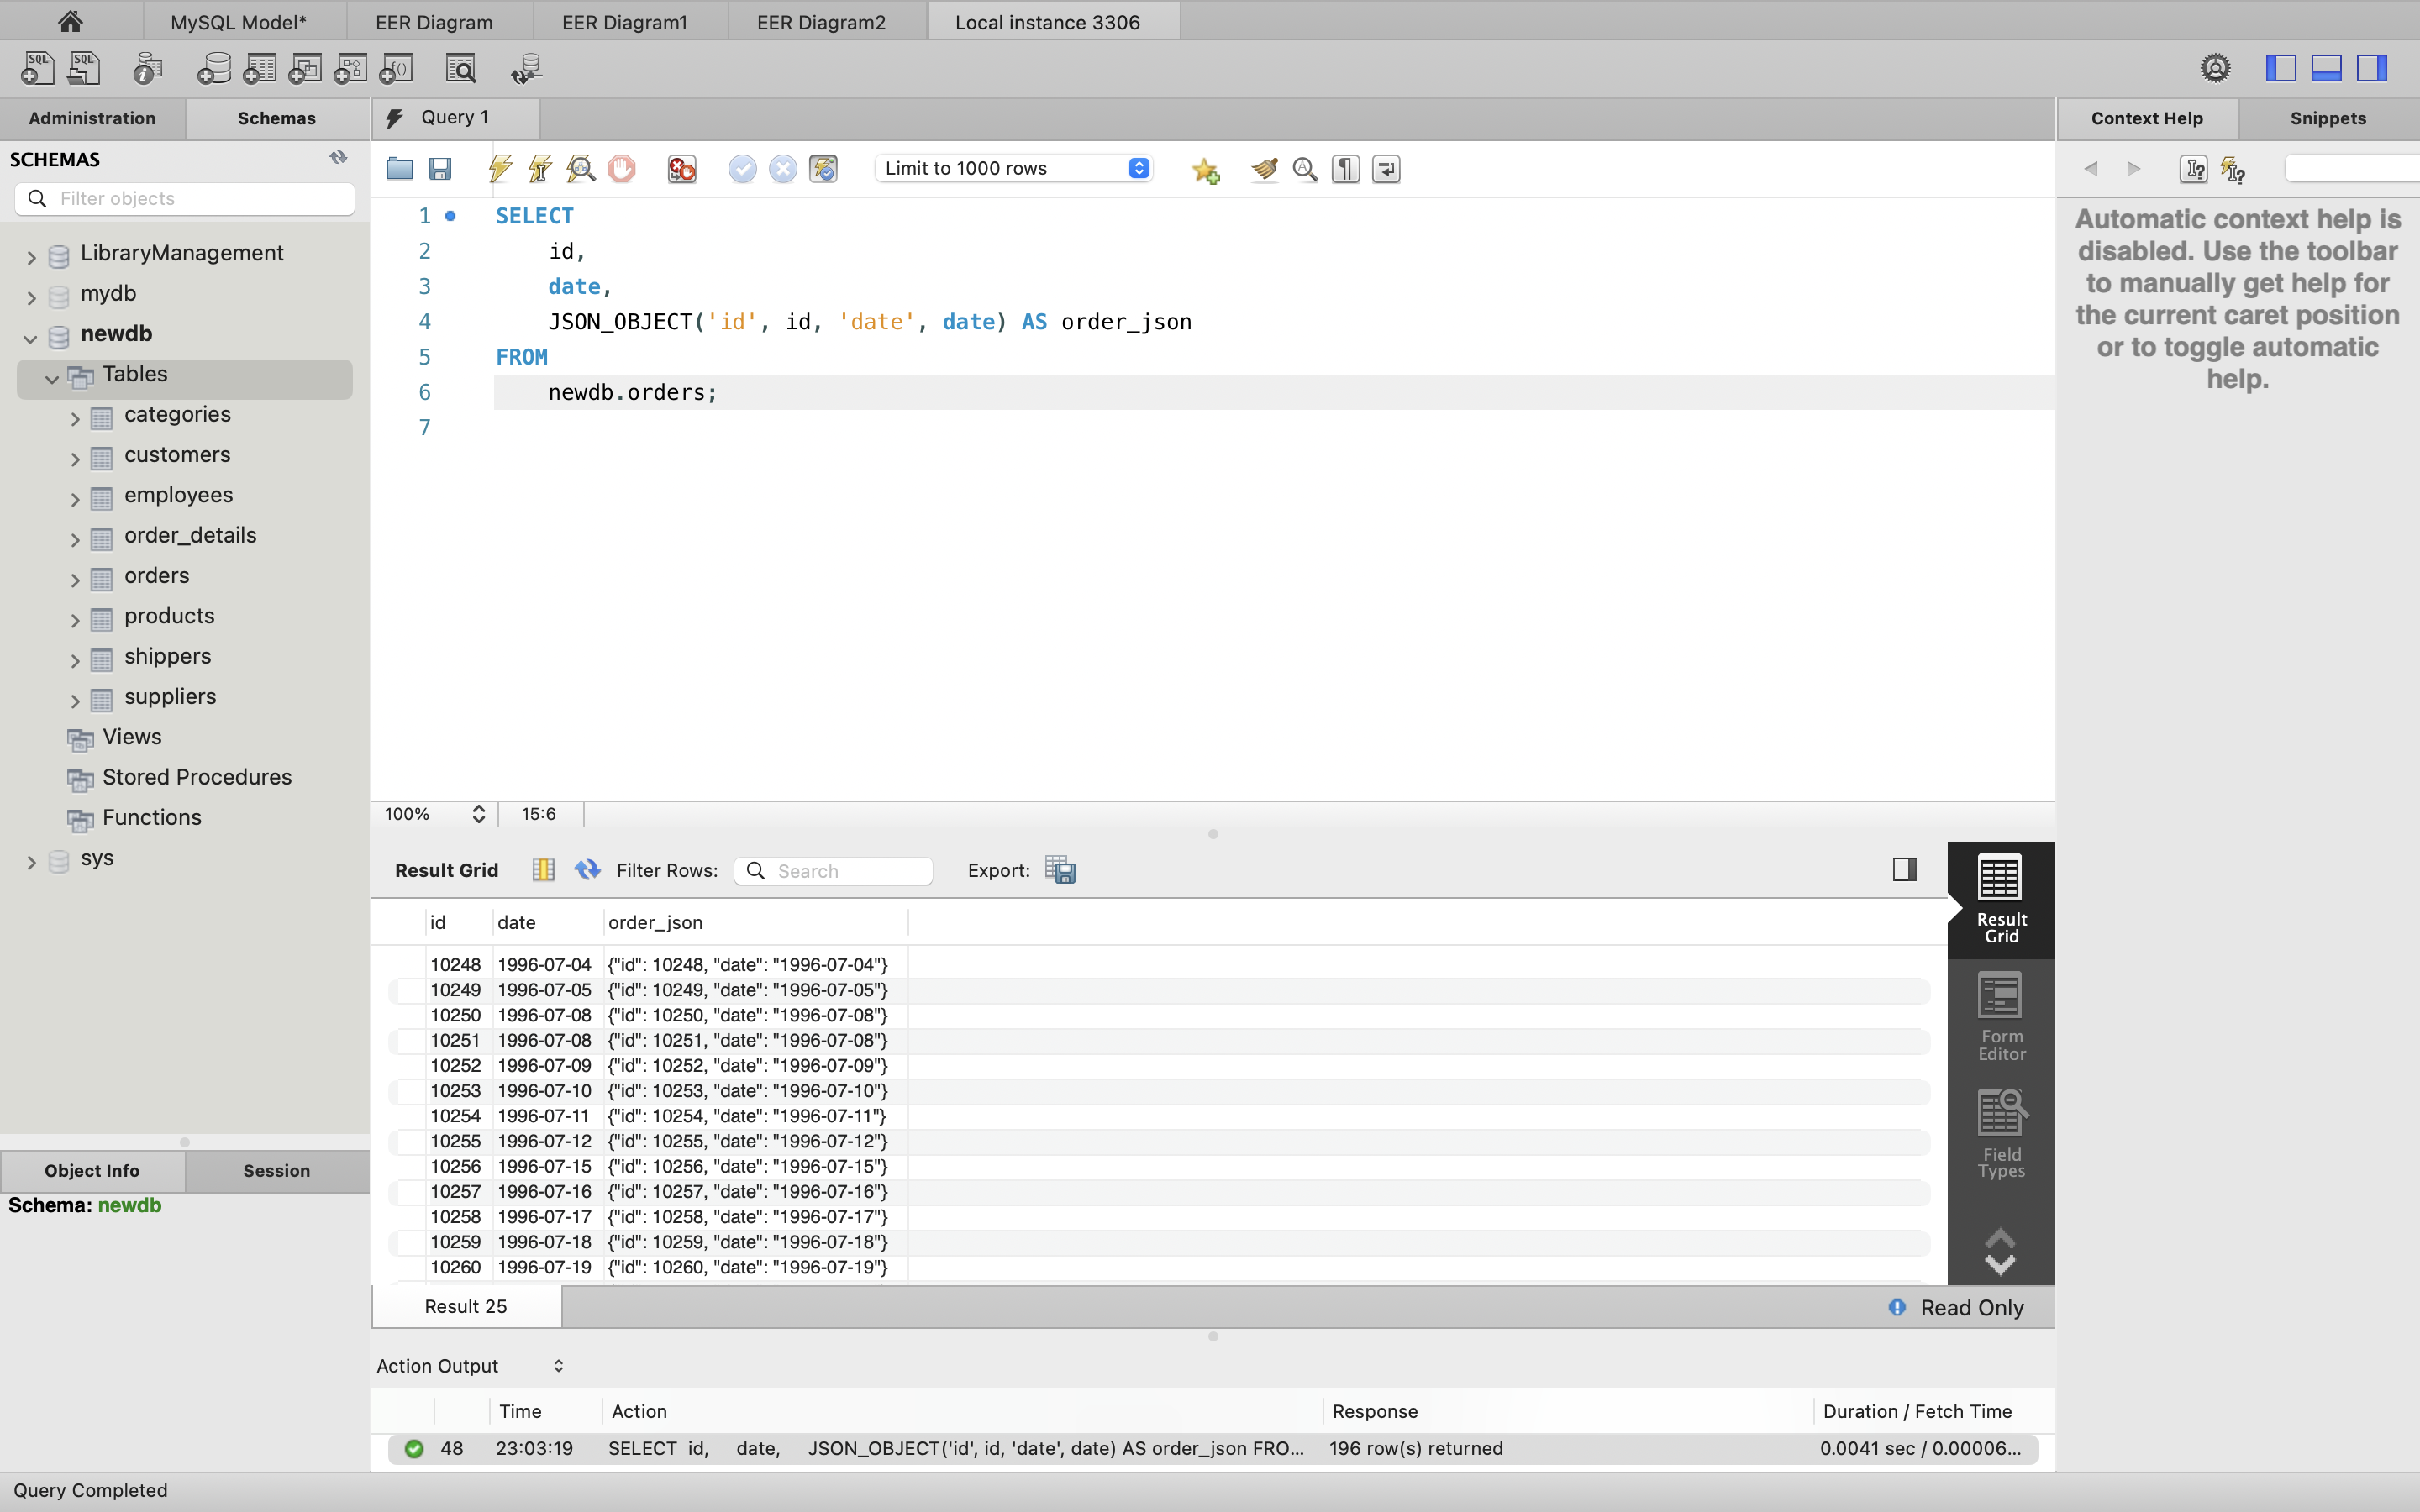 MySQL Model*
EER Diagram
EER Diagram1
EER Diagram2
Local instance 3306
Administration
Schemas
Query 1
Context Help
Snippets
SCHEMAS
Filter objects
Limit to 1000 rows
LibraryManagement
mydb
newdb
Tables
categories
customers
employees
order_details
orders
products
shippers
suppliers
Views
Stored Procedures
Functions
sys
1 SELECT
2 id,
3 date,
4 JSON_OBJECT('id', id, 'date', date) AS order_json
5 FROM
6 newdb.orders;
7
Automatic context help is
disabled. Use the toolbar
to manually get help for
the current caret position
or to toggle automatic
help.
100%
15:6
Result Grid
Filter Rows:
Search
Export:
id date order_json
10248 1996-07-04 {"id": 10248, "date": "1996-07-04"}
10249 1996-07-05 {"id": 10249, "date": "1996-07-05"}
10250 1996-07-08 {"id": 10250, "date": "1996-07-08"}
10251 1996-07-08 {"id": 10251, "date": "1996-07-08"}
10252 1996-07-09 {"id": 10252, "date": "1996-07-09"}
10253 1996-07-10 {"id": 10253, "date": "1996-07-10"}
10254 1996-07-11 {"id": 10254, "date": "1996-07-11"}
10255 1996-07-12 {"id": 10255, "date": "1996-07-12"}
10256 1996-07-15 {"id": 10256, "date": "1996-07-15"}
10257 1996-07-16 {"id": 10257, "date": "1996-07-16"}
10258 1996-07-17 {"id": 10258, "date": "1996-07-17"}
10259 1996-07-18 {"id": 10259, "date": "1996-07-18"}
10260 1996-07-19 {"id": 10260, "date": "1996-07-19"}
Result
Grid
Form
Editor
Field
Types
Object Info
Session
Schema: newdb
Result 25
Read Only
Action Output
Time Action Response Duration / Fetch Time
48 23:03:19 SELECT id, date, JSON_OBJECT('id', id, 'date', date) AS order_json FRO... 196 row(s) returned 0.0041 sec / 0.00006...
Query Completed